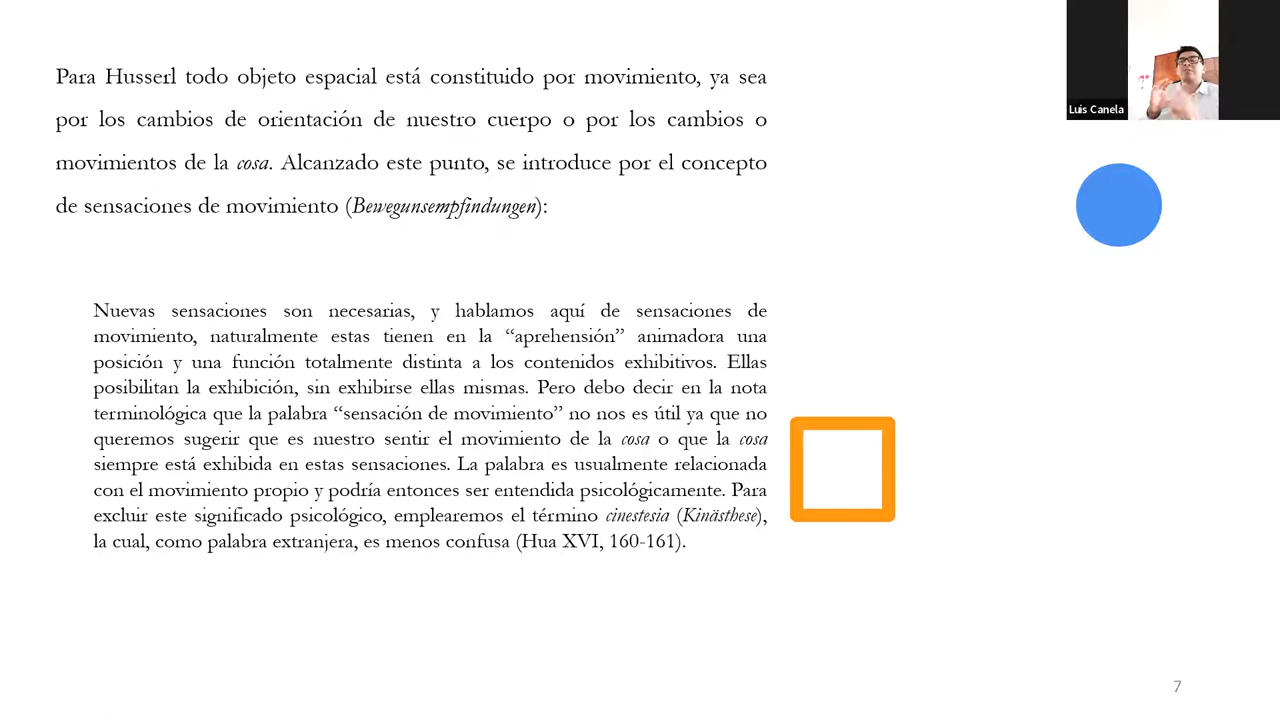 Para Husserl todo objeto espacial está constituido por movimiento, ya sea
por los cambios de orientación de nuestro cuerpo o por los cambios o
movimientos de la cosa. Alcanzado este punto, se introduce por el concepto
de sensaciones de movimiento (Bewegunsempfindungen):
Nuevas sensaciones son necesarias, y hablamos aquí de sensaciones de
movimiento, naturalmente estas tienen en la “aprehensión” animadora una
posición y una función totalmente distinta a los contenidos exhibitivos. Ellas
posibilitan la exhibición, sin exhibirse ellas mismas. Pero debo decir en la nota
terminológica que la palabra “sensación de movimiento” no nos es útil ya que no
queremos sugerir que es nuestro sentir el movimiento de la cosa o que la cosa
siempre está exhibida en estas sensaciones. La palabra es usualmente relacionada
con el movimiento propio y podría entonces ser entendida psicológicamente. Para
excluir este significado psicológico, emplearemos el término cinestesia (Kinästhese),
la cual, como palabra extranjera, es menos confusa (Hua XVI, 160-161).
Luis Canela
7